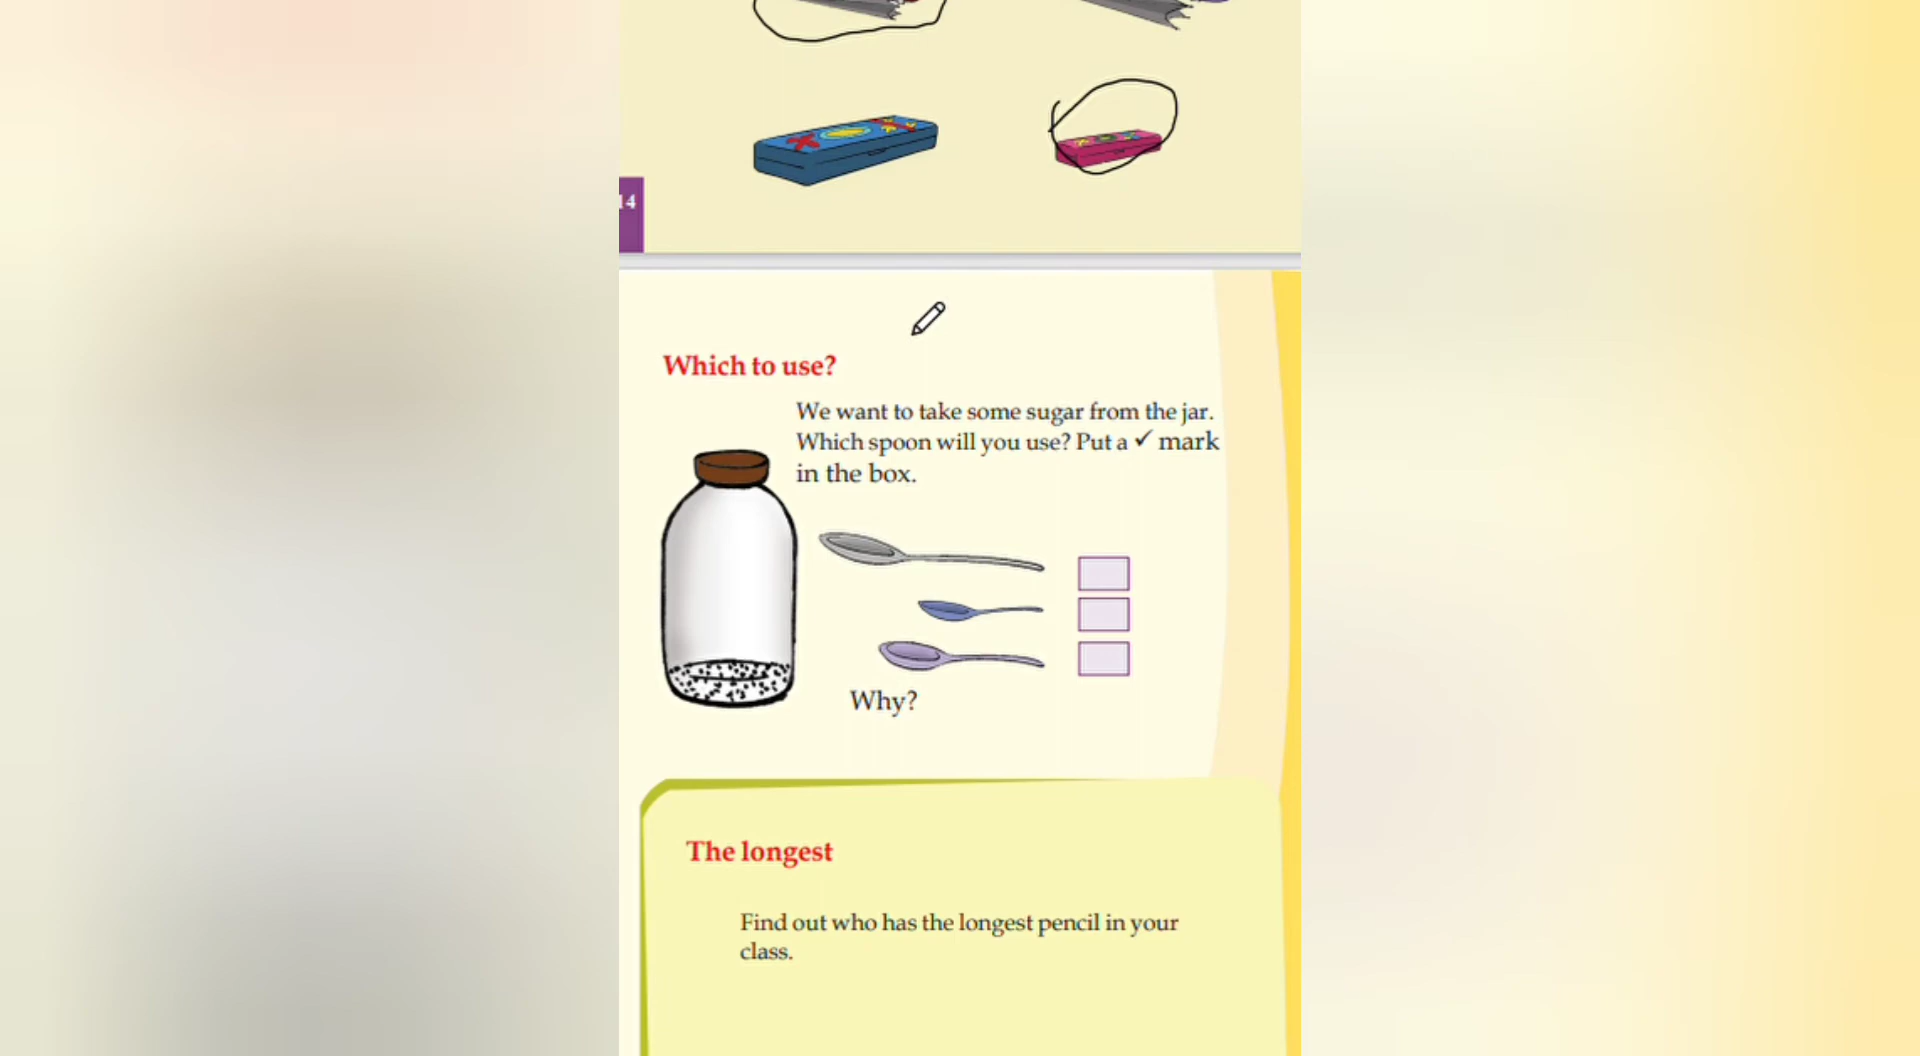 14
Which to use?
We want to take some sugar from the jar.
Which spoon will you use? Put a ✓ mark
in the box.
Why?
The longest
Find out who has the longest pencil in your
class.